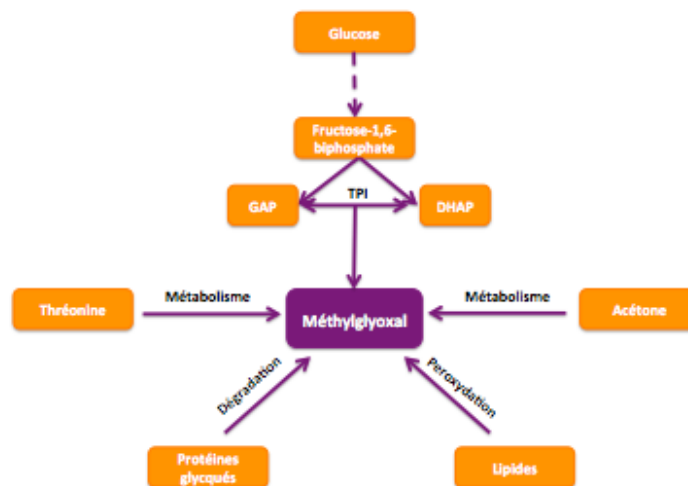 Glucose
Fructose-1,6-
biphosphate
TPI
GAP
DHAP
Métabolisme
Métabolisme
Thréonine
Méthylglyoxal
Acétone
Dégradation
Peroxydation
Protéines
glycqués
Lipides